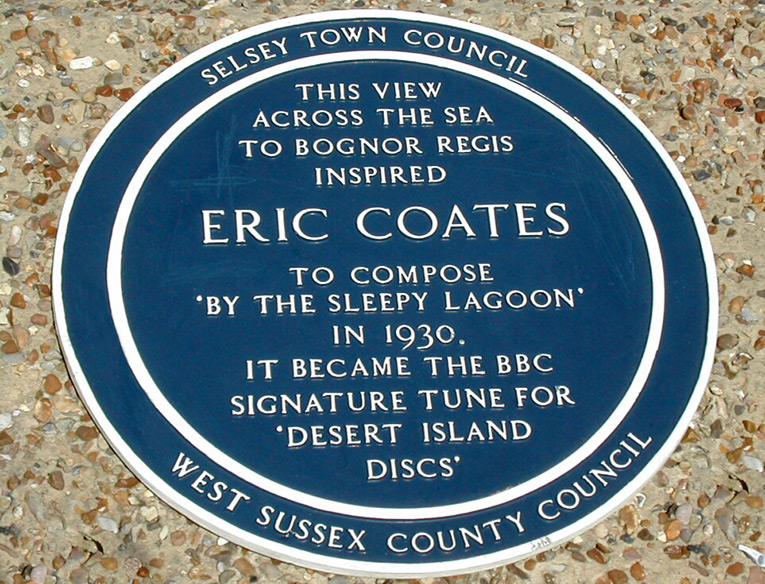 SELSEY TOWN COUNCIL
THIS VIEW
ACROSS THE SEA
TO BOGNOR REGIS
INSPIRED
ERIC COATES
TO COMPOSE
'BY THE SLEEPY LAGOON'
IN 1930.
IT BECAME THE BBC
SIGNATURE TUNE FOR
'DESERT ISLAND
DISCS'
WEST SUSSEX COUNTY COUNCIL